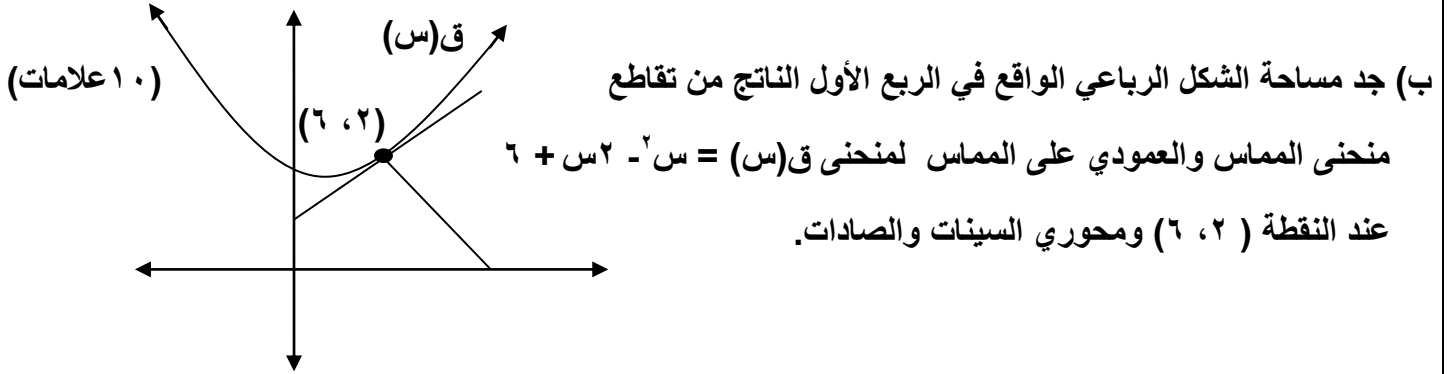 ب) جد مساحة الشكل الرباعي الواقع في الربع الأول الناتج من تقاطع (١٠علامات)
منحنى المماس والعمودي على المماس لمنحنى ق(س) = س٢- ٢س + ٦
عند النقطة ( ٢، ٦) ومحوري السينات والصادات.
ق(س)
(٢، ٦)